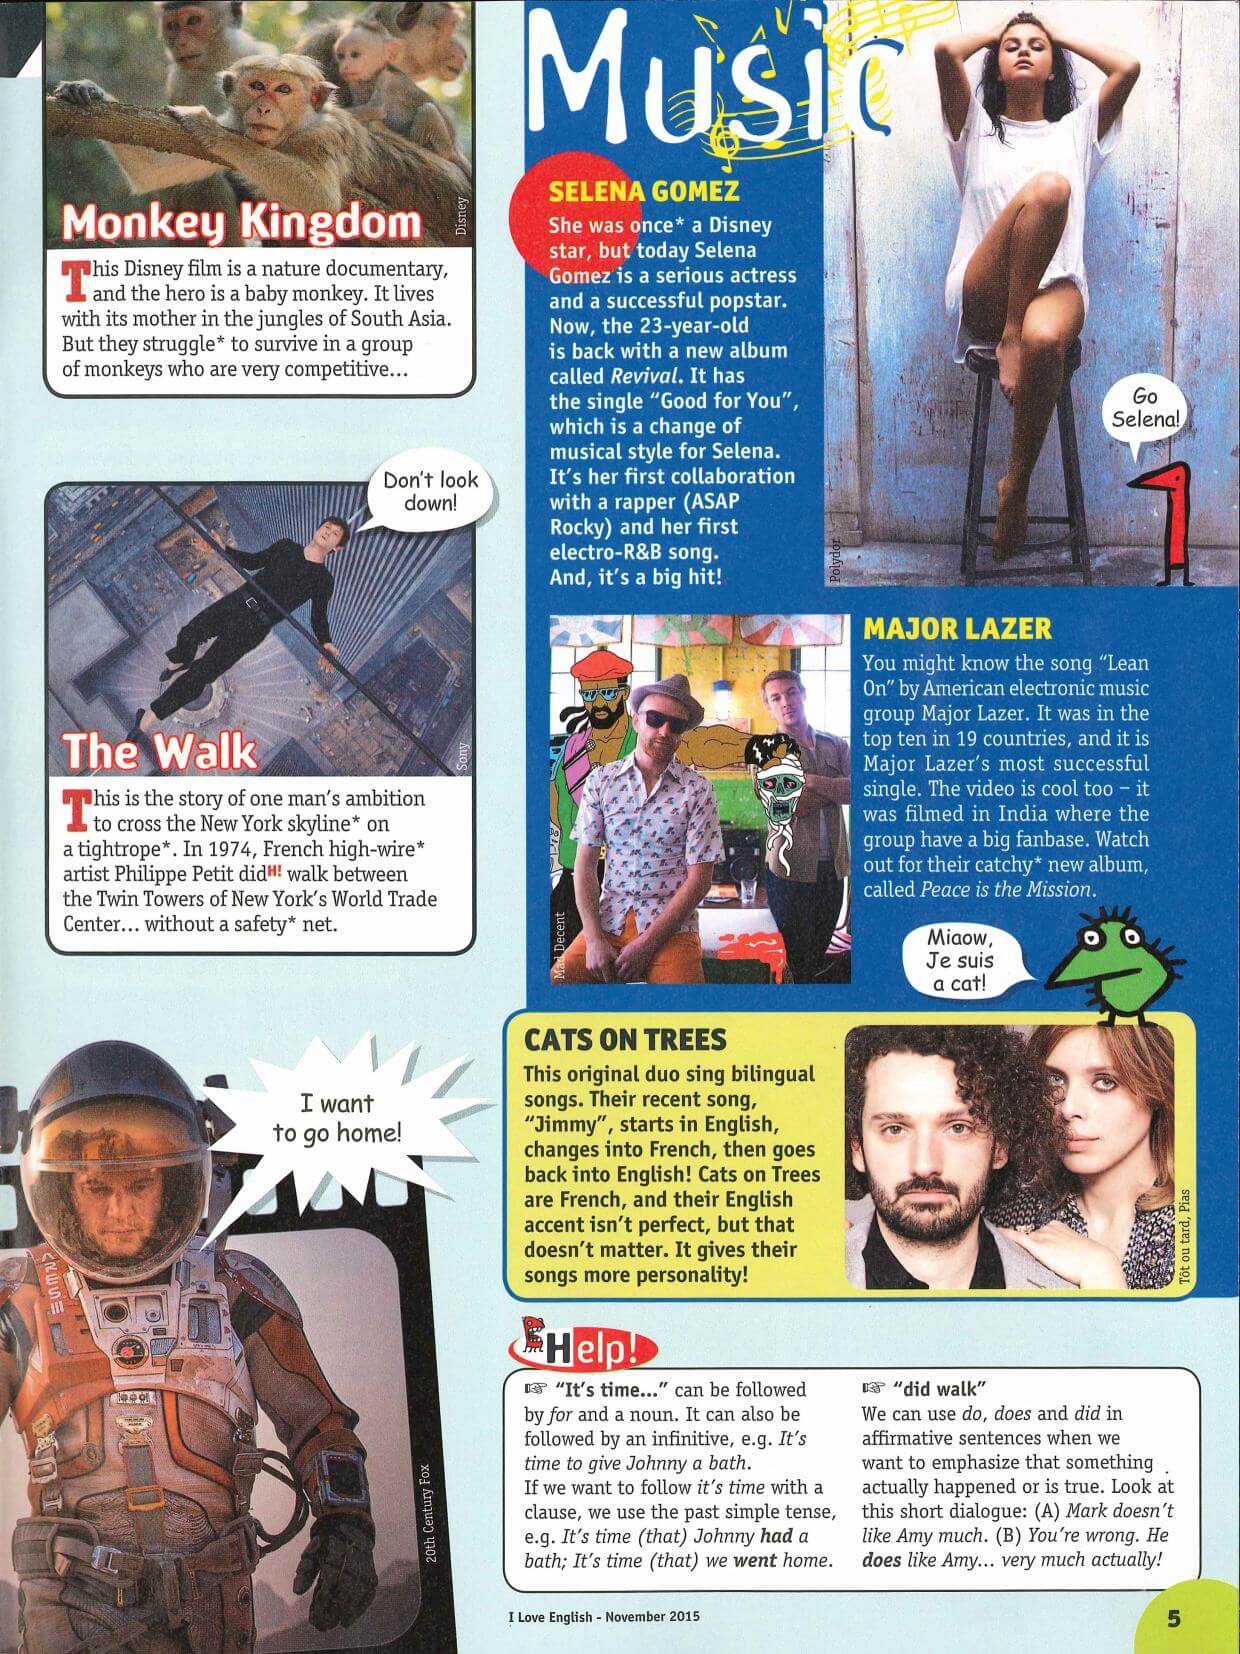 Disney
Monkey Kingdom
This Disney film is a nature documentary,
and the hero is a baby monkey. It lives
with its mother in the jungles of South Asia.
But they struggle* to survive in a group
of monkeys who are very competitive...
Don't look
down!
Sony
The Walk
This is the story of one man's ambition
to cross the New York skyline* on
a tightrope*. In 1974, French high-wire*
artist Philippe Petit didH! walk between
the Twin Towers of New York's World Trade
Center... without a safety* net.
I want
to go home!
ARES III
20th Century Fox
Music
SELENA GOMEZ
She was once* a Disney
star, but today Selena
Gomez is a serious actress
and a successful popstar.
Now, the 23-year-old
is back with a new album
called Revival. It has
the single “Good for You”,
which is a change of
musical style for Selena.
It's her first collaboration
with a rapper (ASAP
Rocky) and her first
electro-R&B song.
And, it's a big hit!
Go
Selena!
Polydor
MAJOR LAZER
You might know the song “Lean
On” by American electronic music
group Major Lazer. It was in the
top ten in 19 countries, and it is
Major Lazer's most successful
single. The video is cool too – it
was filmed in India where the
group have a big fanbase. Watch
out for their catchy* new album,
called Peace is the Mission.
Mad Decent
Miaow,
Je suis
a cat!
CATS ON TREES
This original duo sing bilingual
songs. Their recent song,
“Jimmy”, starts in English,
changes into French, then goes
back into English! Cats on Trees
are French, and their English
accent isn't perfect, but that
doesn't matter. It gives their
songs more personality!
Tôt ou tard, Pias
Help!
☞ “It's time...” can be followed
by for and a noun. It can also be
followed by an infinitive, e.g. It's
time to give Johnny a bath.
If we want to follow it's time with a
clause, we use the past simple tense,
e.g. It's time (that) Johnny had a
bath; It's time (that) we went home.
☞ “did walk”
We can use do, does and did in
affirmative sentences when we
want to emphasize that something
actually happened or is true. Look at
this short dialogue: (A) Mark doesn't
like Amy much. (B) You're wrong. He
does like Amy... very much actually!
I Love English - November 2015
5